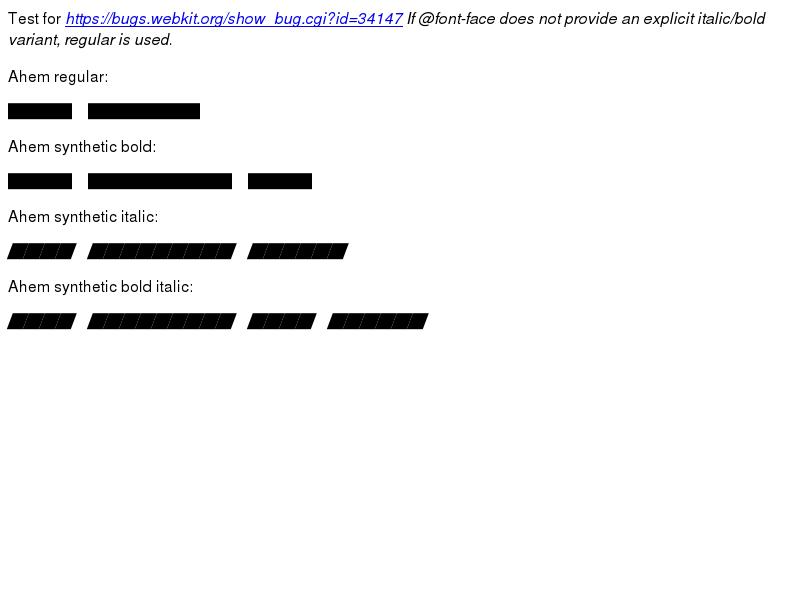 Test for https://bugs.webkit.org/show_bug.cgi?id=34147 If @font-face does not provide an explicit italic/bold
variant, regular is used.
Ahem regular:
Ahem synthetic bold:
Ahem synthetic italic:
Ahem synthetic bold italic: